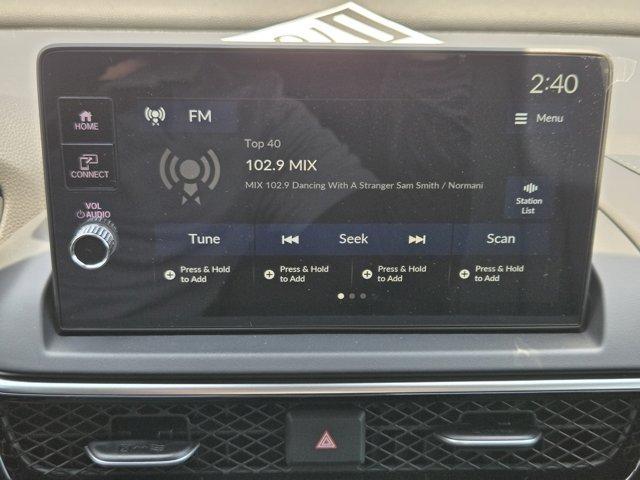 2:40
HOME
FM
Menu
CONNECT
Top 40
102.9 MIX
MIX 102.9 Dancing With A Stranger Sam Smith / Normani
Station
List
VOL
AUDIO
Tune
Seek
Scan
Press & Hold
to Add
Press & Hold
to Add
Press & Hold
to Add
Press & Hold
to Add